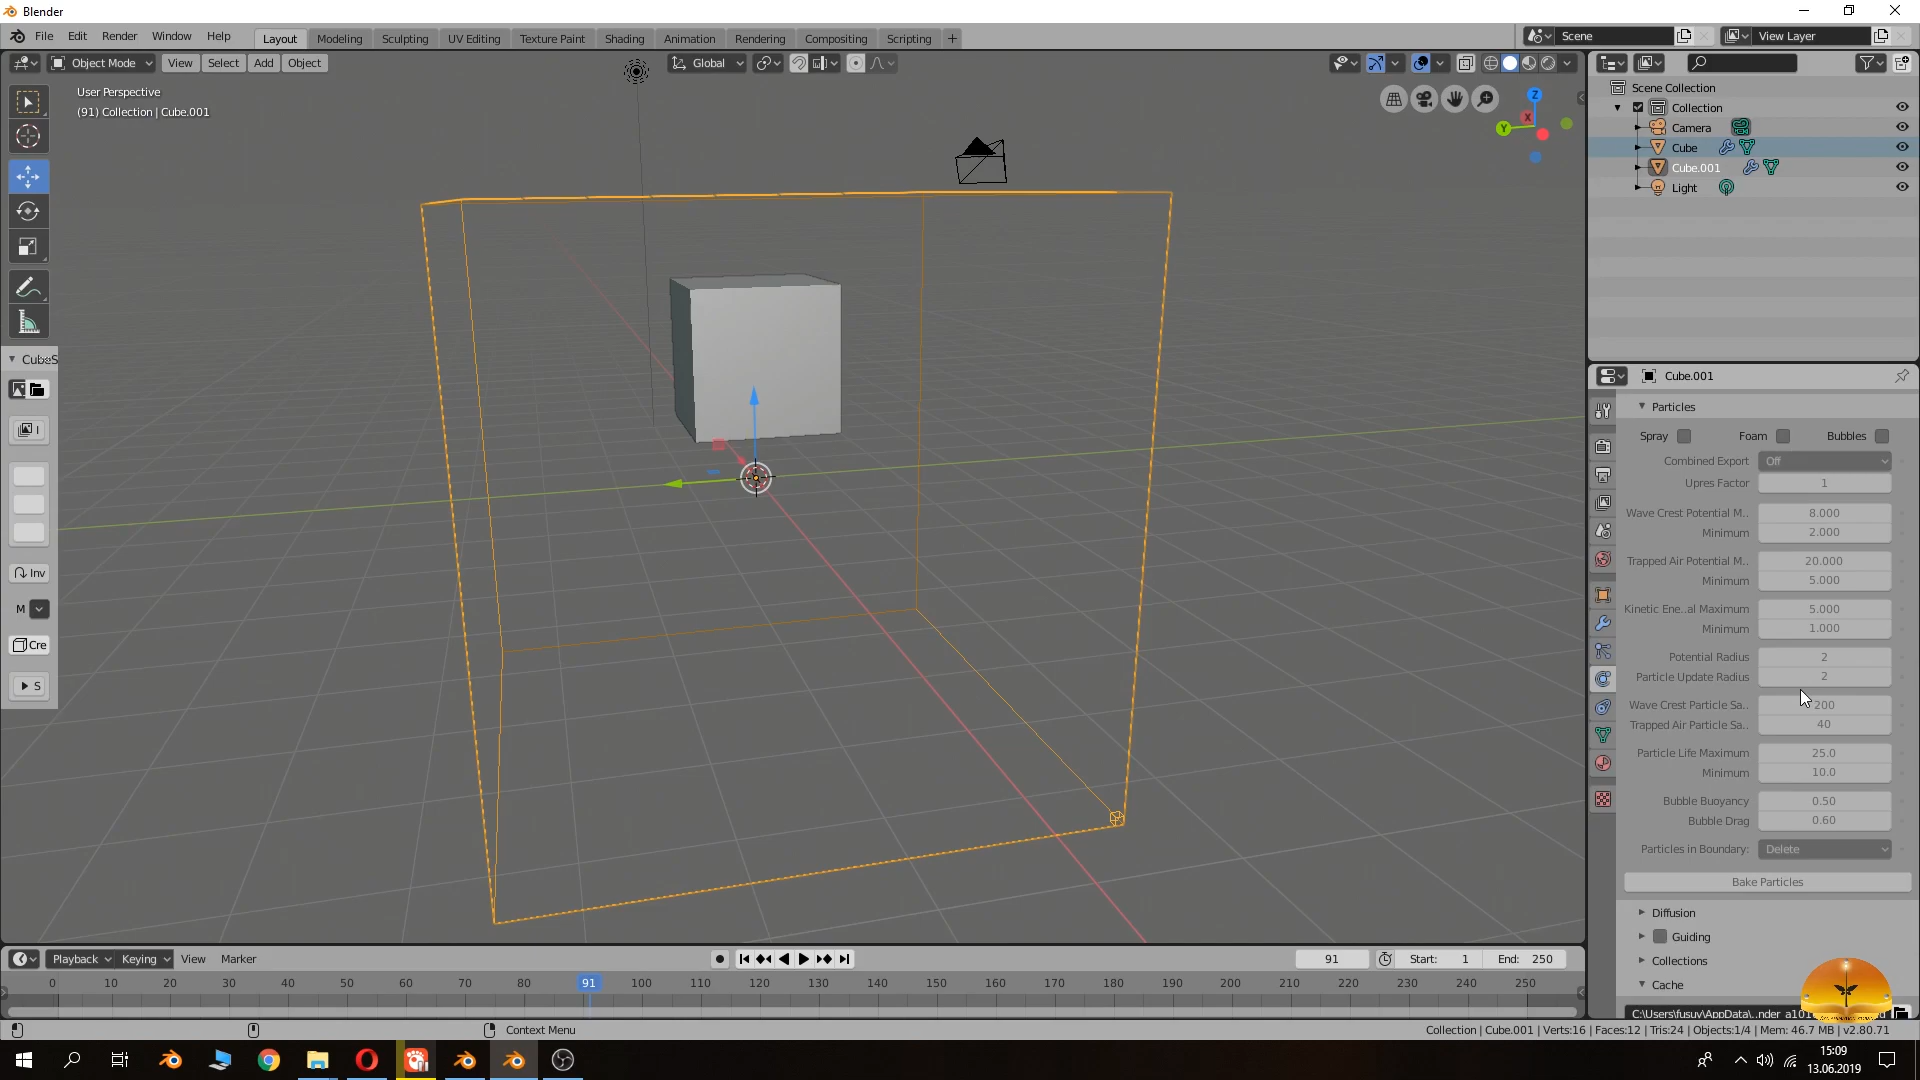 Blender
File Edit Render Window Help
Layout Modeling Sculpting UV Editing Texture Paint Shading Animation Rendering Compositing Scripting +
Scene
View Layer
Object Mode View Select Add Object
Global
User Perspective
(91) Collection | Cube.001
Z
X
Y
Scene Collection
Collection
Camera
Cube
Cube.001
Light
Inv
M
Cre
S
Cube.001
Particles
Spray Foam Bubbles
Combined Export Off
Upres Factor 1
Wave Crest Potential M.. 8.000
Minimum 2.000
Trapped Air Potential M.. 20.000
Minimum 5.000
Kinetic Ene..al Maximum 5.000
Minimum 1.000
Potential Radius 2
Particle Update Radius 2
Wave Crest Particle Sa.. 200
Trapped Air Particle Sa.. 40
Particle Life Maximum 25.0
Minimum 10.0
Bubble Buoyancy 0.50
Bubble Drag 0.60
Particles in Boundary: Delete
Bake Particles
Diffusion
Guiding
Collections
Cache
C:\Users\fusuy\AppData\..nder_a10
Playback Keying View Marker
91 Start: 1 End: 250
0 10 20 30 40 50 60 70 80 91 100 110 120 130 140 150 160 170 180 190 200 210 220 230 240 250
Context Menu
Collection | Cube.001 | Verts:16 | Faces:12 | Tris:24 | Objects:1/4 | Mem: 46.7 MB | v2.80.71
15:09
13.06.2019